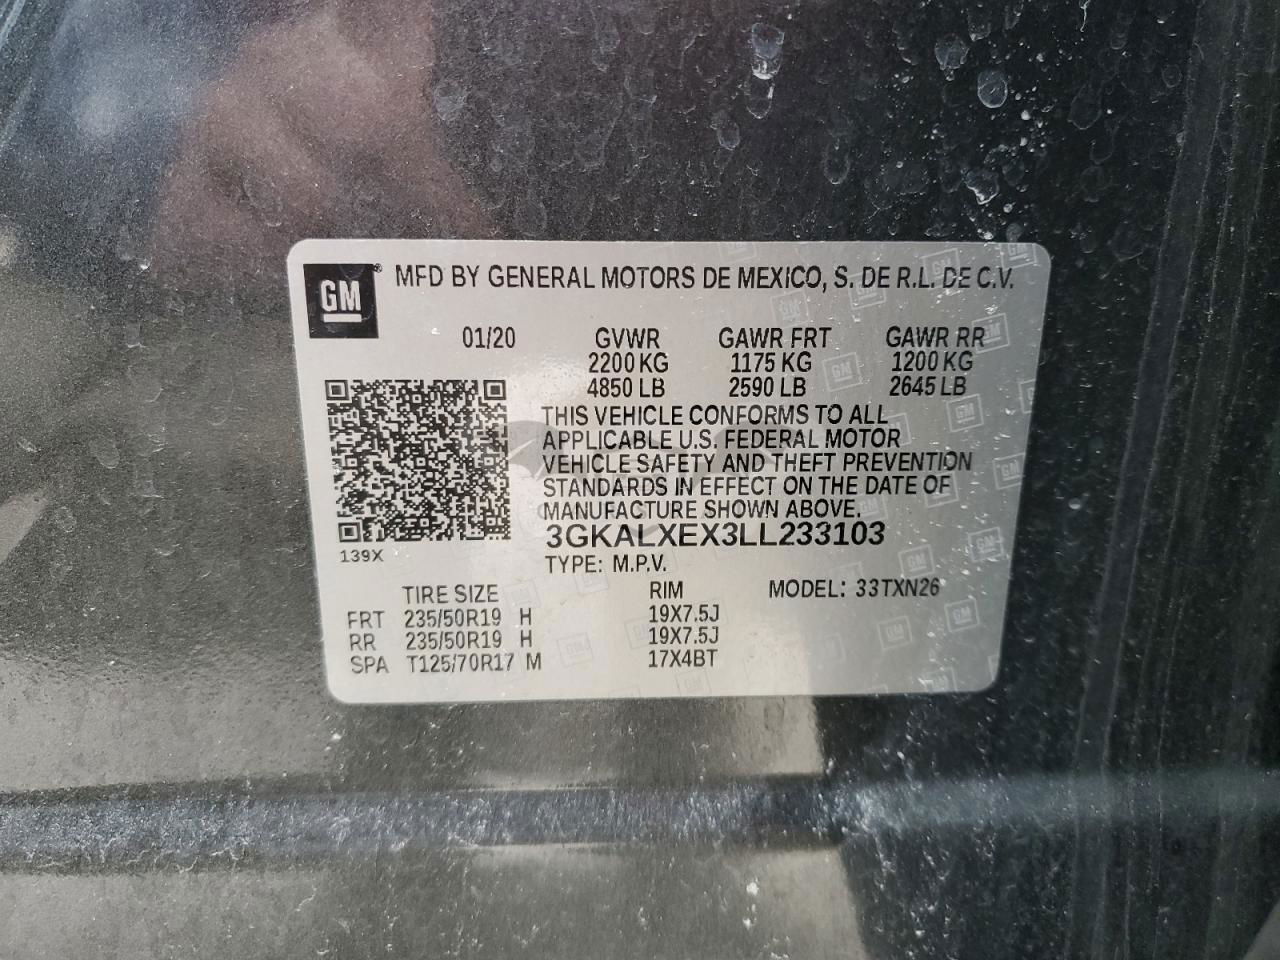 GM ® MFD BY GENERAL MOTORS DE MEXICO, S. DE R.L. DE C.V.
01/20 GVWR GAWR FRT GAWR RR
2200 KG 1175 KG 1200 KG
4850 LB 2590 LB 2645 LB
THIS VEHICLE CONFORMS TO ALL
APPLICABLE U.S. FEDERAL MOTOR
VEHICLE SAFETY AND THEFT PREVENTION
STANDARDS IN EFFECT ON THE DATE OF
MANUFACTURE SHOWN ABOVE.
3GKALXEX3LL233103
139X
TYPE: M.P.V.
TIRE SIZE RIM MODEL: 33TXN26
FRT 235/50R19 H 19X7.5J
RR 235/50R19 H 19X7.5J
SPA T125/70R17 M 17X4BT